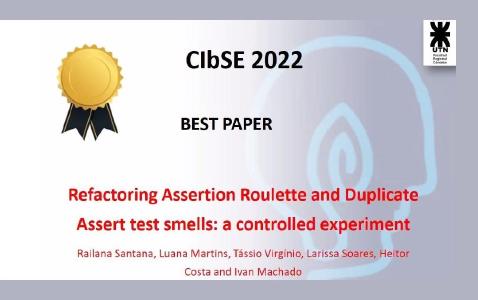 CIbSE 2022
UTN
BEST PAPER
Refactoring Assertion Roulette and Duplicate
Assert test smells: a controlled experiment
Railana Santana, Luana Martins, Tássio Virgínio, Larissa Soares, Heitor
Costa and Ivan Machado